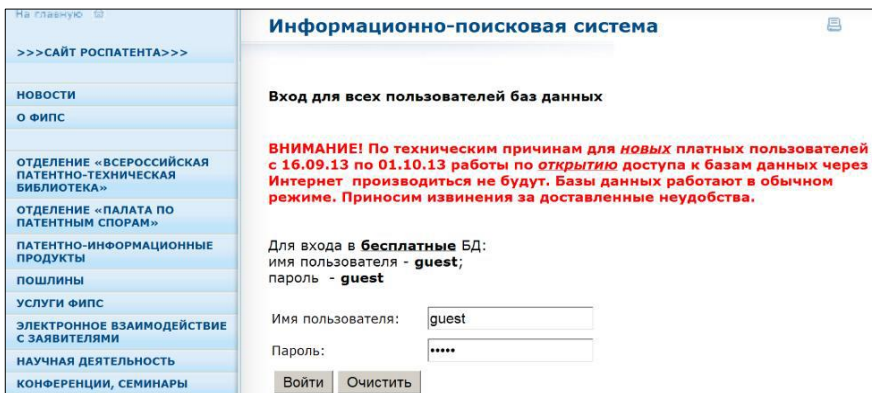 На главную
>>>САЙТ РОСПАТЕНТА>>>
НОВОСТИ
О ФИПС
ОТДЕЛЕНИЕ «ВСЕРОССИЙСКАЯ
ПАТЕНТНО-ТЕХНИЧЕСКАЯ
БИБЛИОТЕКА»
ОТДЕЛЕНИЕ «ПАЛАТА ПО
ПАТЕНТНЫМ СПОРАМ»
ПАТЕНТНО-ИНФОРМАЦИОННЫЕ
ПРОДУКТЫ
ПОШЛИНЫ
УСЛУГИ ФИПС
ЭЛЕКТРОННОЕ ВЗАИМОДЕЙСТВИЕ
С ЗАЯВИТЕЛЯМИ
НАУЧНАЯ ДЕЯТЕЛЬНОСТЬ
КОНФЕРЕНЦИИ, СЕМИНАРЫ
Информационно-поисковая система
Вход для всех пользователей баз данных
ВНИМАНИЕ! По техническим причинам для новых платных пользователей
с 16.09.13 по 01.10.13 работы по открытию доступа к базам данных через
Интернет производиться не будут. Базы данных работают в обычном
режиме. Приносим извинения за доставленные неудобства.
Для входа в бесплатные БД:
имя пользователя - guest;
пароль - guest
Имя пользователя: guest
Пароль: •••••
Войти Очистить